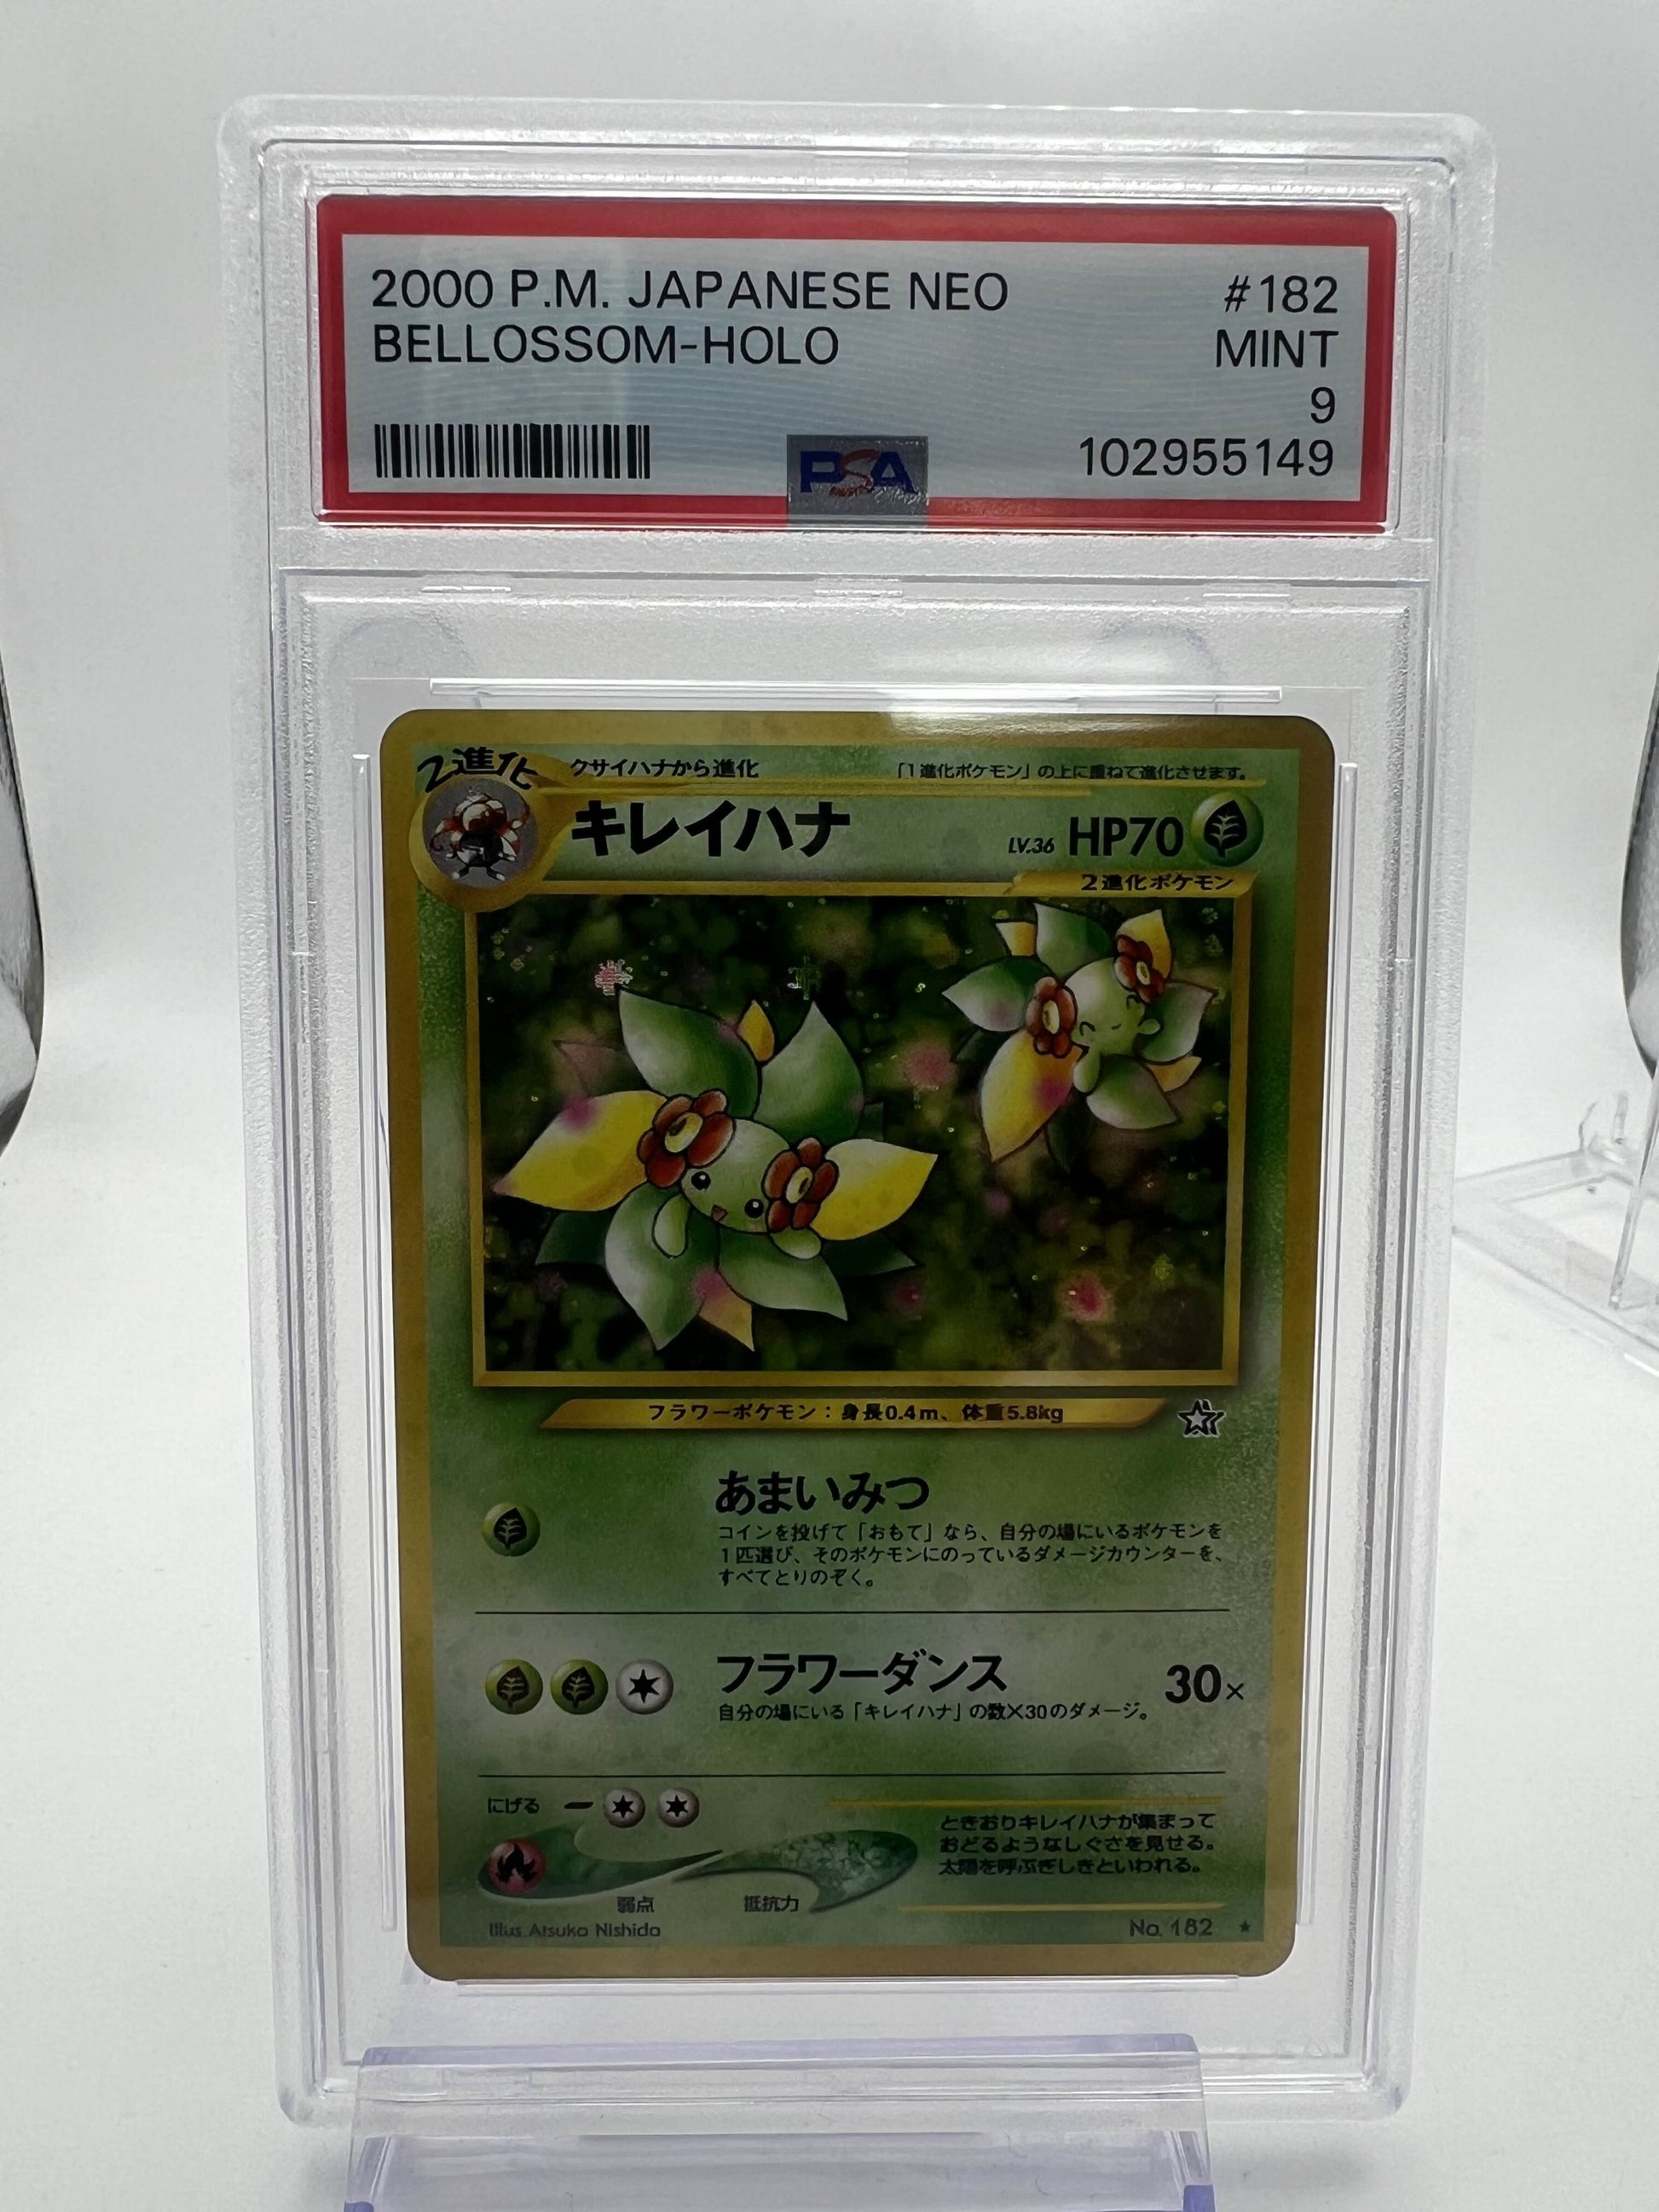 2000 P.M. JAPANESE NEO #182
BELLOSSOM-HOLO MINT
9
102955149
PSA
2進化 クサイハナから進化 「1進化ポケモン」の上に重ねて進化させます。
キレイハナ LV.36 HP70
2進化ポケモン
フラワーポケモン：身長0.4m、体重5.8kg
あまいみつ
コインを投げて「おもて」なら、自分の場にいるポケモンを
1匹選び、そのポケモンにのっているダメージカウンターを、
すべてとりのぞく。
フラワーダンス 30×
自分の場にいる「キレイハナ」の数×30のダメージ。
にげる
ときおりキレイハナが集まって
おどるようなしぐさを見せる。
太陽を呼ぶぎしきといわれる。
弱点 抵抗力
Illus. Atsuko Nishida No. 182 ★